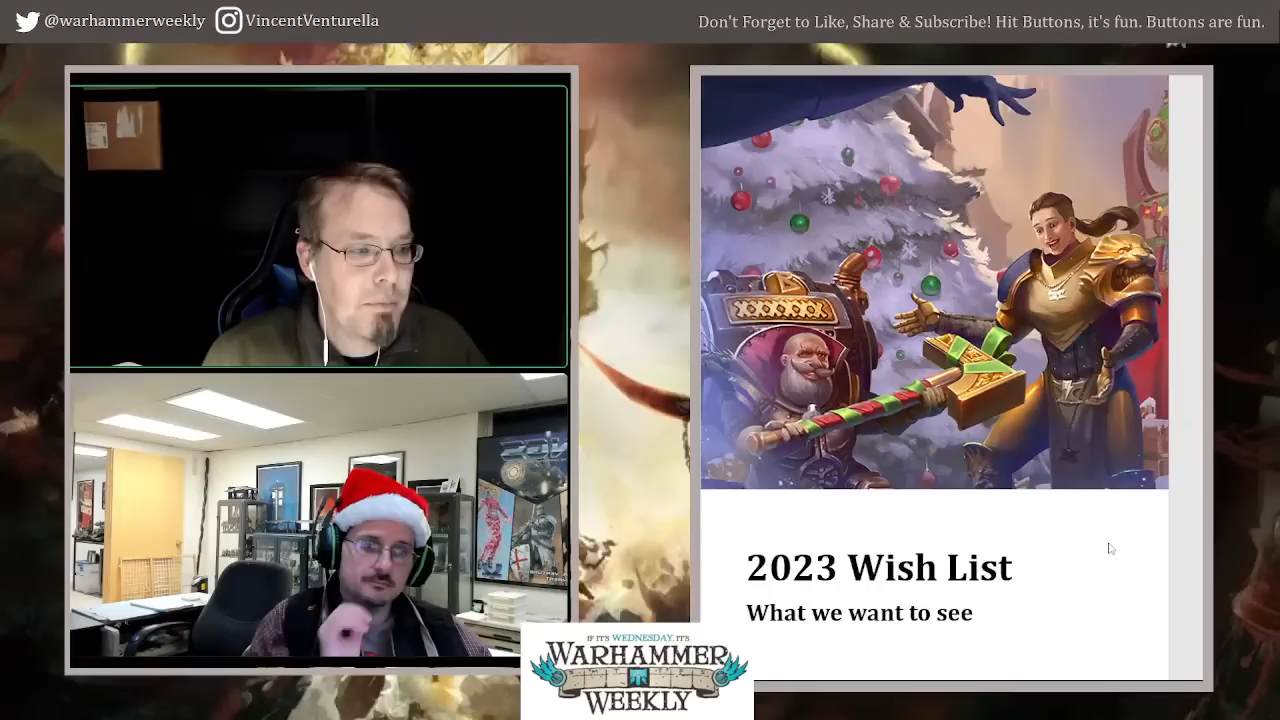 @warhammerweekly VincentVenturella
Don't Forget to Like, Share & Subscribe! Hit Buttons, it's fun. Buttons are fun.
2023 Wish List
What we want to see
IF IT'S WEDNESDAY, IT'S
WARHAMMER
WEEKLY